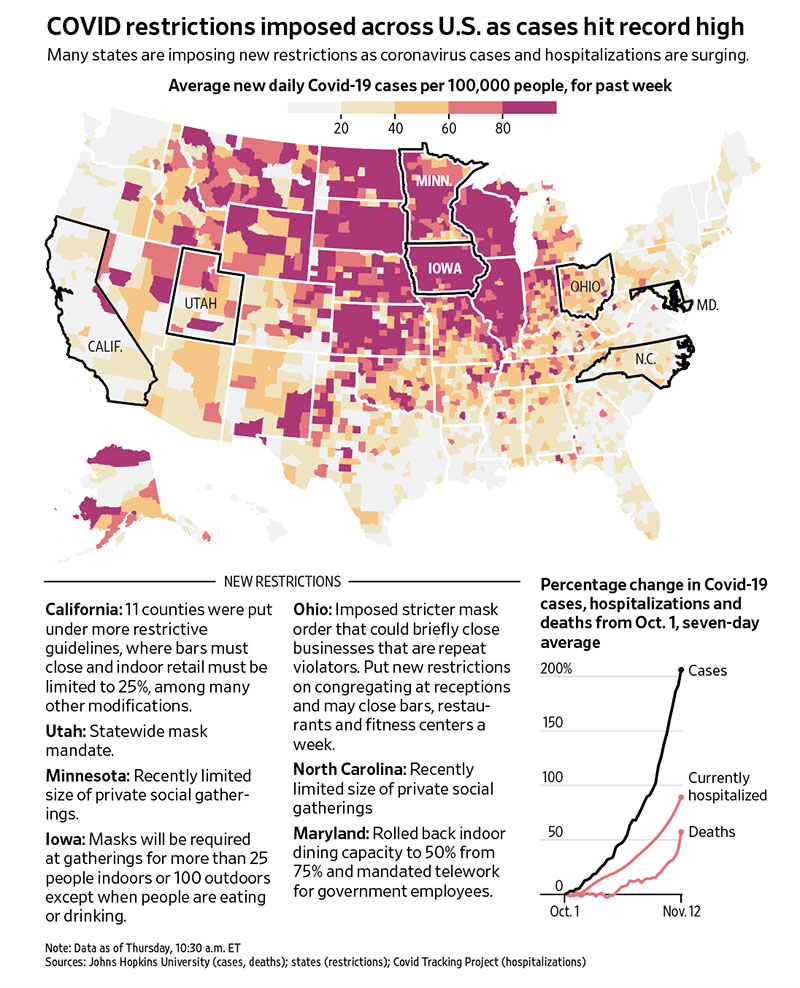 COVID restrictions imposed across U.S. as cases hit record high
Many states are imposing new restrictions as coronavirus cases and hospitalizations are surging.
Average new daily Covid-19 cases per 100,000 people, for past week
20 40 60 80
MINN.
IOWA
OHIO
UTAH
MD.
CALIF.
N.C.
NEW RESTRICTIONS
California: 11 counties were put
under more restrictive
guidelines, where bars must
close and indoor retail must be
limited to 25%, among many
other modifications.
Utah: Statewide mask
mandate.
Minnesota: Recently limited
size of private social gather-
ings.
Iowa: Masks will be required
at gatherings for more than 25
people indoors or 100 outdoors
except when people are eating
or drinking.
Ohio: Imposed stricter mask
order that could briefly close
businesses that are repeat
violators. Put new restrictions
on congregating at receptions
and may close bars, restau-
rants and fitness centers a
week.
North Carolina: Recently
limited size of private social
gatherings
Maryland: Rolled back indoor
dining capacity to 50% from
75% and mandated telework
for government employees.
Percentage change in Covid-19
cases, hospitalizations and
deaths from Oct. 1, seven-day
average
200%
Cases
150
100
Currently
hospitalized
50
Deaths
0
Oct. 1
Nov. 12
Note: Data as of Thursday, 10:30 a.m. ET
Sources: Johns Hopkins University (cases, deaths); states (restrictions); Covid Tracking Project (hospitalizations)